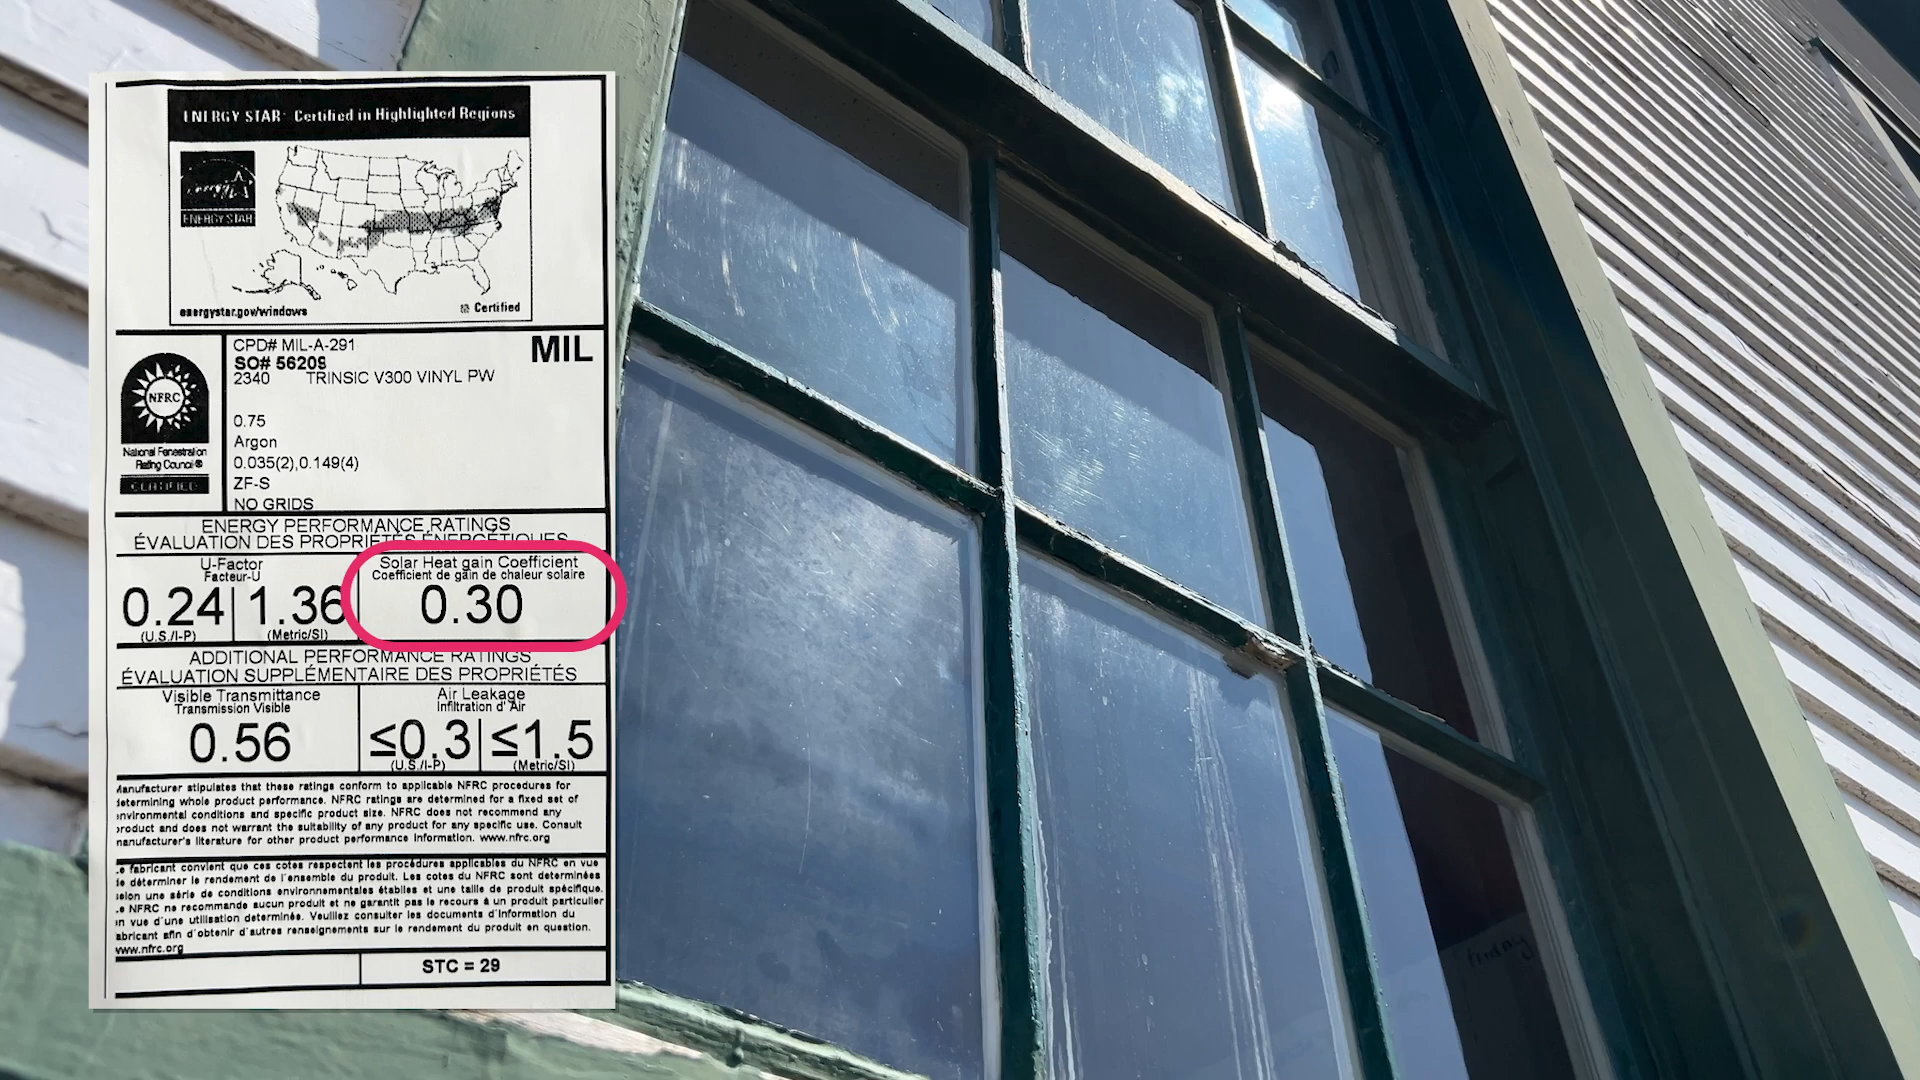 ENERGY STAR® Certified in Highlighted Regions
ENERGY STAR
energystar.gov/windows
Certified
CPD# MIL-A-291
MIL
SO# 56209
2340 TRINSIC V300 VINYL PW
NFRC
0.75
Argon
National Fenestration
Rating Council®
0.035(2),0.149(4)
CERTIFIED
ZF-S
NO GRIDS
ENERGY PERFORMANCE RATINGS
ÉVALUATION DES PROPRIÉTÉS ÉNERGÉTIQUES
U-Factor
Facteur-U
0.24 | 1.36
(U.S./I-P) (Metric/SI)
Solar Heat gain Coefficient
Coefficient de gain de chaleur solaire
0.30
ADDITIONAL PERFORMANCE RATINGS
ÉVALUATION SUPPLÉMENTAIRE DES PROPRIÉTÉS
Visible Transmittance
Transmission Visible
0.56
Air Leakage
Infiltration d' Air
≤0.3 | ≤1.5
(U.S./I-P) (Metric/SI)
Manufacturer stipulates that these ratings conform to applicable NFRC procedures for
determining whole product performance. NFRC ratings are determined for a fixed set of
environmental conditions and specific product size. NFRC does not recommend any
product and does not warrant the suitability of any product for any specific use. Consult
manufacturer's literature for other product performance information. www.nfrc.org
Le fabricant convient que ces cotes respectent les procédures applicables du NFRC en vue
de déterminer le rendement de l'ensemble du produit. Les cotes du NFRC sont déterminées
selon une série de conditions environnementales établies et une taille de produit spécifique.
Le NFRC ne recommande aucun produit et ne garantit pas le recours à un produit particulier
en vue d'une utilisation determinée. Veuillez consulter les documents d'information du
fabricant afin d'obtenir d'autres renseignements sur le rendement du produit en question.
www.nfrc.org
STC = 29